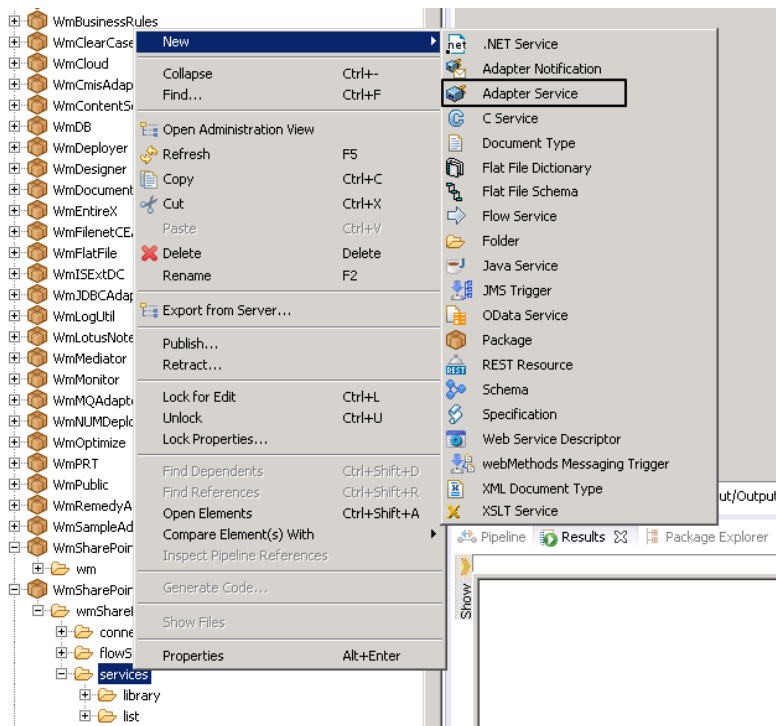 WmBusinessRules
WmClearCase
WmCloud
WmCmisAdap
WmContentSe
WmDB
WmDeployer
WmDesigner
WmDocument
WmEntireX
WmFilenetCE
WmFlatFile
WmISExtDC
WmJDBCAdap
WmLogUtil
WmLotusNote
WmMediator
WmMonitor
WmMQAdapt
WmNUMDeplo
WmOptimize
WmPRT
WmPublic
WmRemedyA
WmSampleAd
WmSharePoin
wm
WmSharePoin
wmShare
conne
flowS
services
library
list
New
Collapse Ctrl+-
Find... Ctrl+F
Open Administration View
Refresh F5
Copy Ctrl+C
Cut Ctrl+X
Paste Ctrl+V
Delete Delete
Rename F2
Export from Server...
Publish...
Retract...
Lock for Edit Ctrl+L
Unlock Ctrl+U
Lock Properties...
Find Dependents Ctrl+Shift+D
Find References Ctrl+Shift+R
Open Elements Ctrl+Shift+A
Compare Element(s) With
Inspect Pipeline References
Generate Code...
Show Files
Properties Alt+Enter
.net .NET Service
Adapter Notification
Adapter Service
C C Service
Document Type
Flat File Dictionary
Flat File Schema
Flow Service
Folder
Java Service
JMS Trigger
OData Service
Package
REST REST Resource
Schema
Specification
Web Service Descriptor
webMethods Messaging Trigger
XML Document Type
XSLT Service
ut/Output
Pipeline Results Package Explorer
Show